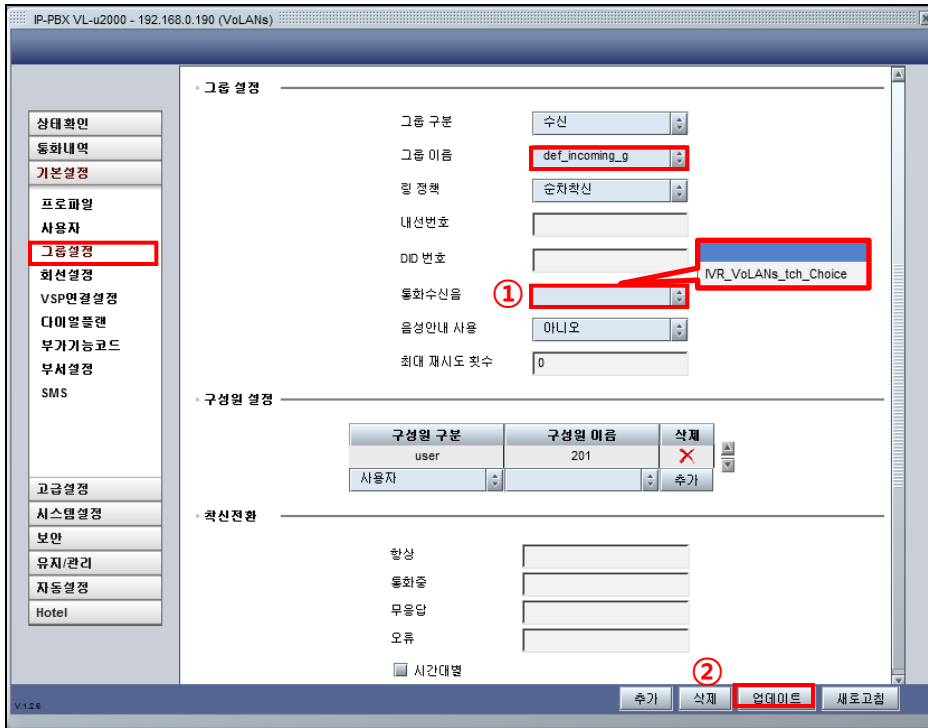 IP-PBX VL-u2000 - 192.168.0.190 (VoLANs)
상태확인
통화내역
기본설정
프로파일
사용자
그룹설정
회선설정
VSP연결설정
다이얼플랜
부가기능코드
부서설정
SMS
고급설정
시스템설정
보안
유지/관리
자동설정
Hotel
그룹 설정
그룹 구분 수신
그룹 이름 def_incoming_g
링 정책 순차착신
내선번호
DID 번호
IVR_VoLANs_tch_Choice
① 통화수신음
음성안내 사용 아니오
최대 재시도 횟수 0
구성원 설정
구성원 구분 구성원 이름 삭제
user 201
사용자 추가
착신전환
항상
통화중
무응답
오류
시간대별
②
추가 삭제 업데이트 새로고침
V.1.2.6